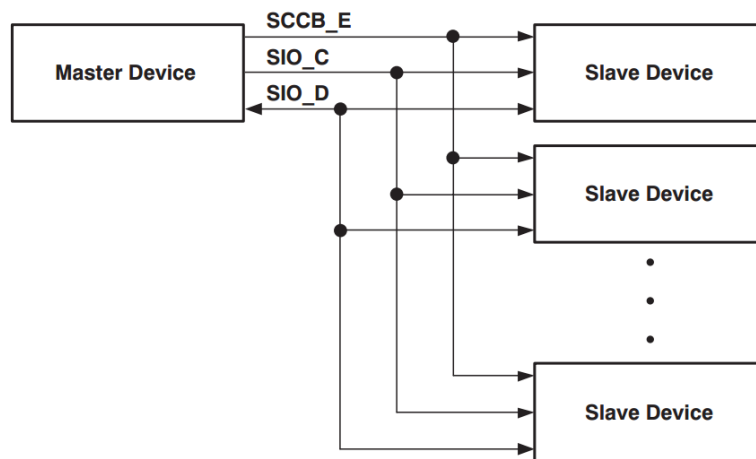 SCCB_E
SIO_C
SIO_D
Master Device
Slave Device
Slave Device
Slave Device